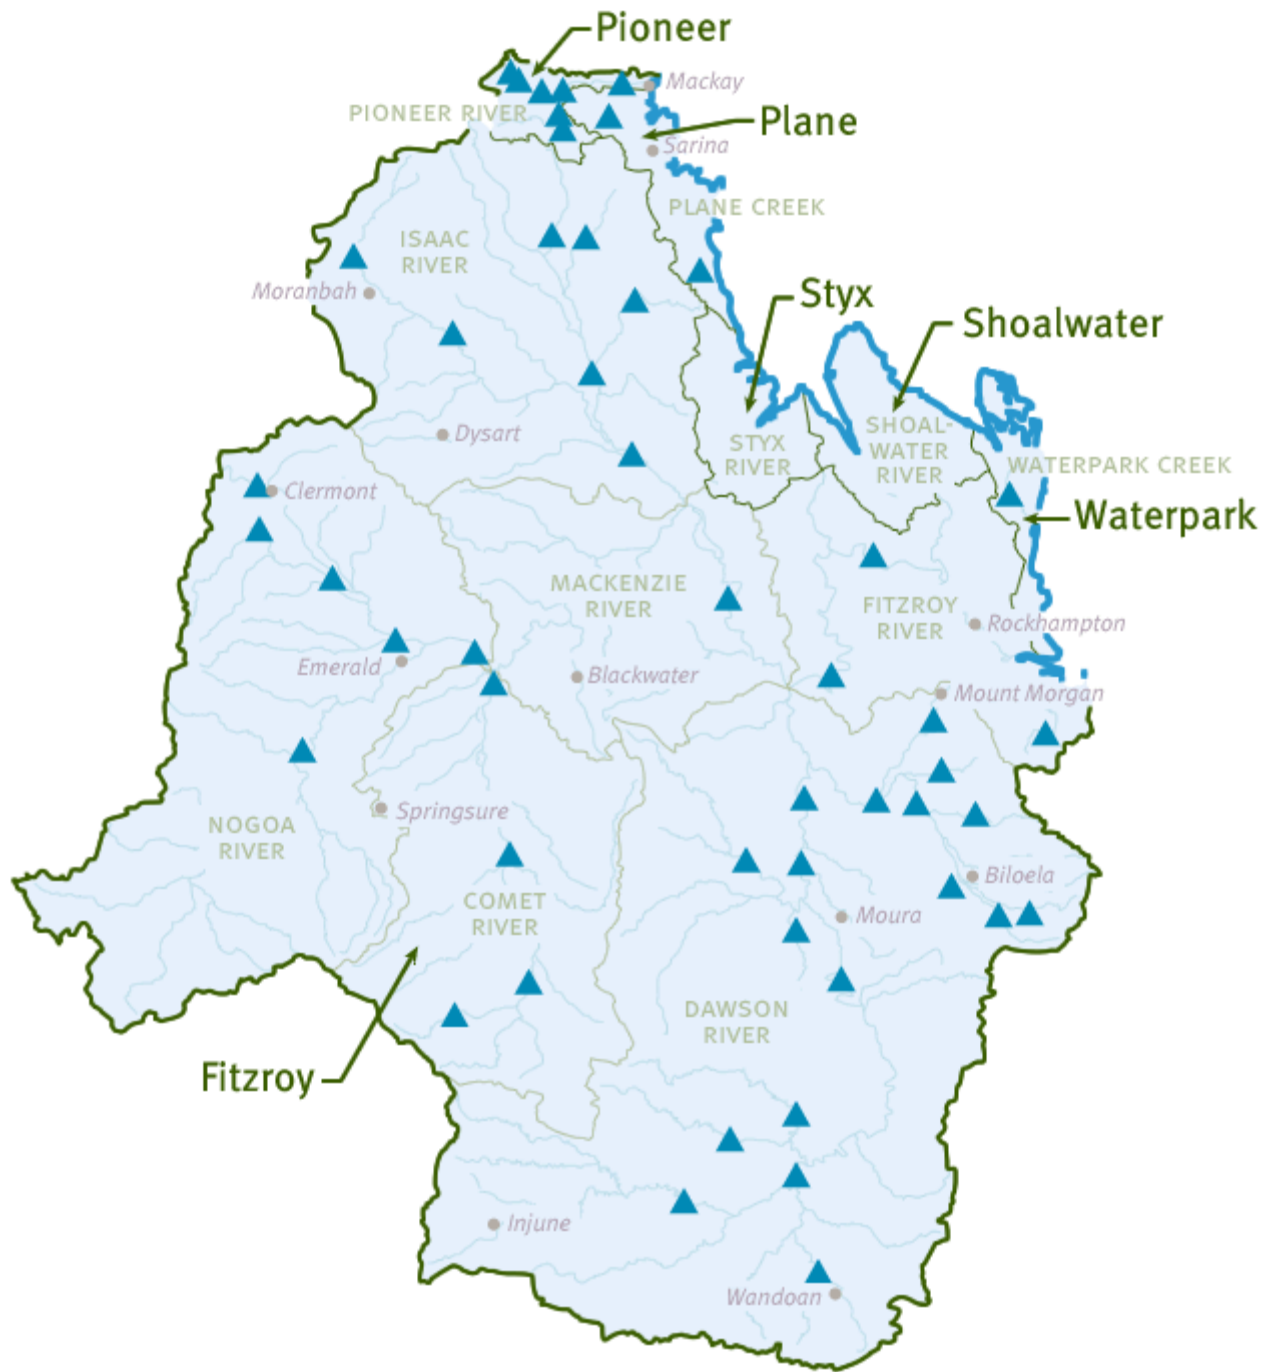 Pioneer
Mackay
PIONEER RIVER
Plane
Sarina
PLANE CREEK
ISAAC
RIVER
Moranbah
Styx
Shoalwater
Dysart
STYX
RIVER
SHOAL-
WATER
RIVER
WATERPARK CREEK
Clermont
Waterpark
MACKENZIE
RIVER
FITZROY
RIVER
Rockhampton
Emerald
Blackwater
Mount Morgan
Springsure
NOGOA
RIVER
COMET
RIVER
Biloela
Moura
DAWSON
RIVER
Fitzroy
Injune
Wandoan